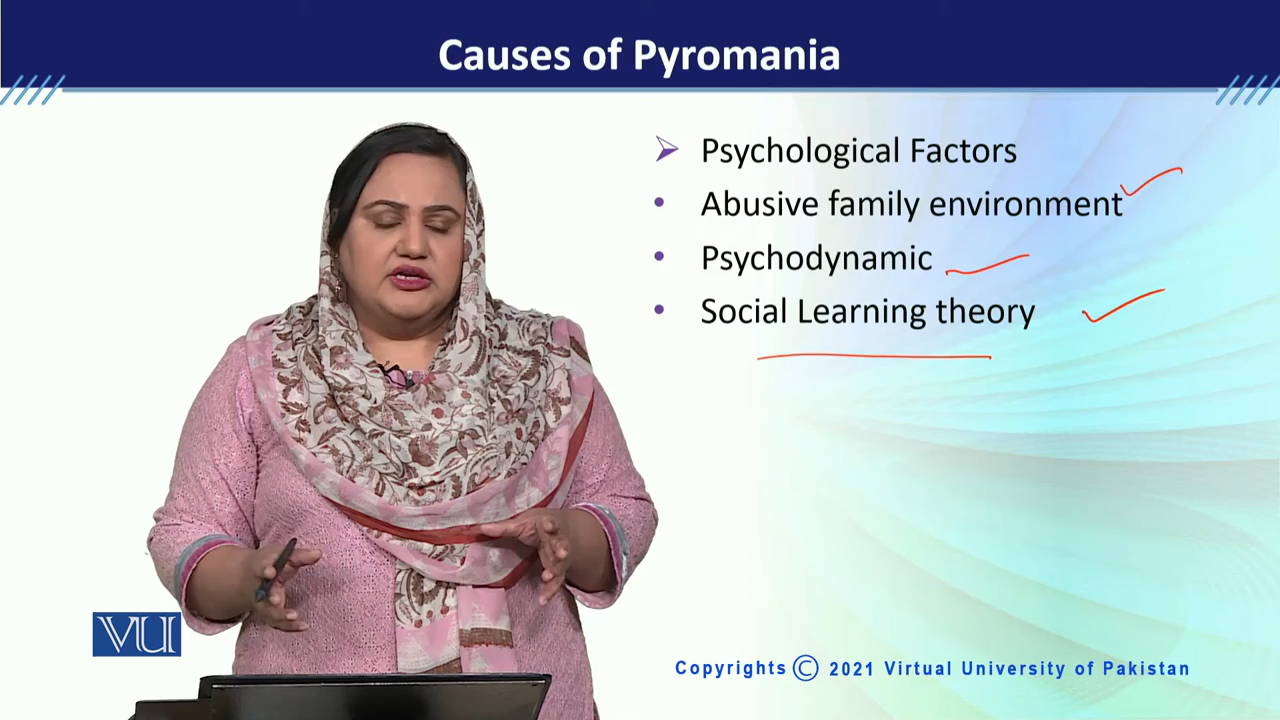 Causes of Pyromania
Psychological Factors
Abusive family environment
Psychodynamic
Social Learning theory
VU
Copyrights © 2021 Virtual University of Pakistan